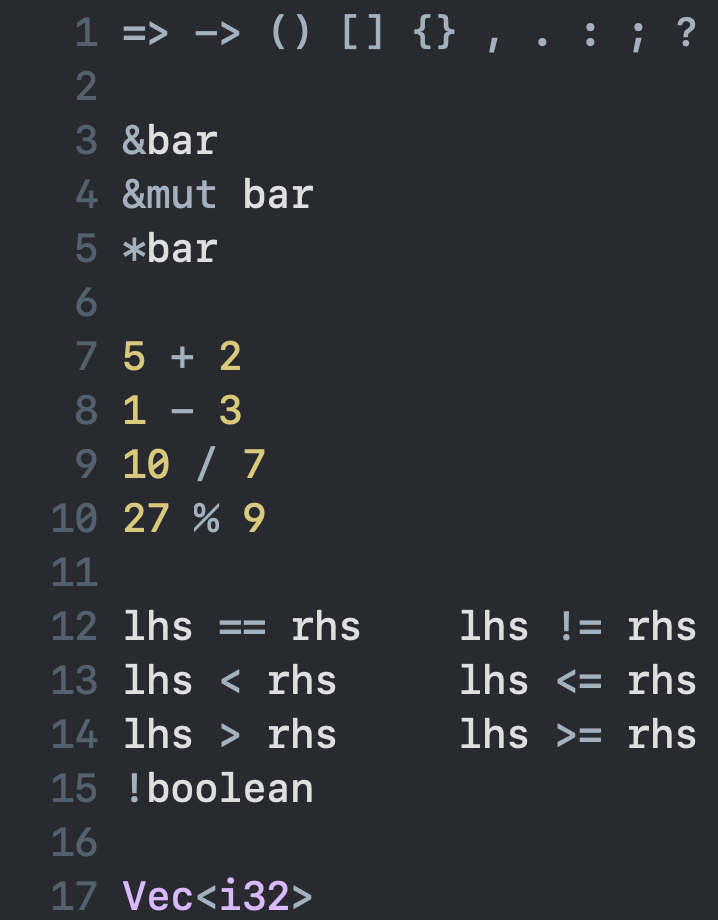 1 => -> () [] {} , . : ; ?
2
3 &bar
4 &mut bar
5 *bar
6
7 5 + 2
8 1 - 3
9 10 / 7
10 27 % 9
11
12 lhs == rhs    lhs != rhs
13 lhs < rhs     lhs <= rhs
14 lhs > rhs     lhs >= rhs
15 !boolean
16
17 Vec<i32>